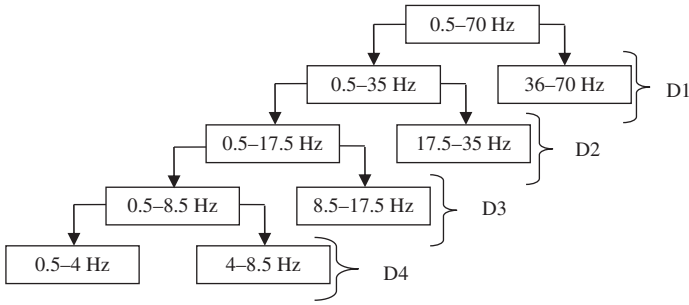 0.5–70 Hz
0.5–35 Hz
36–70 Hz
D1
0.5–17.5 Hz
17.5–35 Hz
D2
0.5–8.5 Hz
8.5–17.5 Hz
D3
0.5–4 Hz
4–8.5 Hz
D4